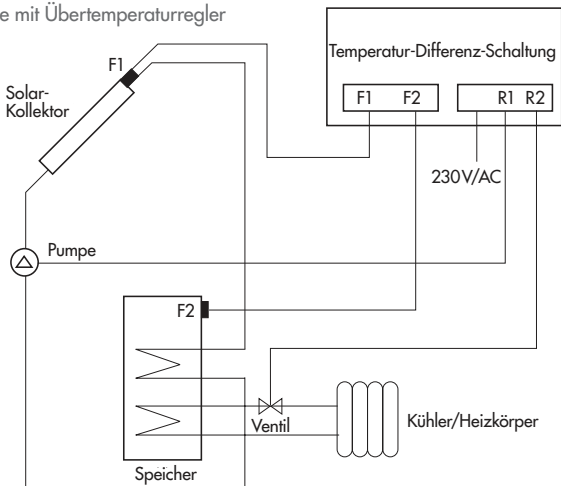 e mit Übertemperaturregler
Temperatur-Differenz-Schaltung
F1
Solar-
Kollektor
F1 F2
R1 R2
230 V/AC
Pumpe
F2
Ventil
Kühler/Heizkörper
Speicher